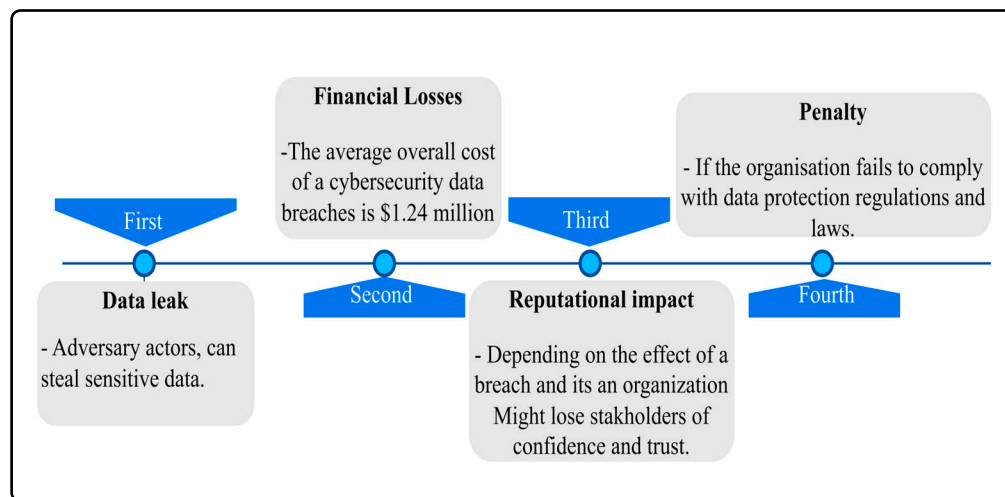 First
Data leak
- Adversary actors, can
steal sensitive data.
Financial Losses
-The average overall cost
of a cybersecurity data
breaches is $1.24 million
Second
Third
Reputational impact
- Depending on the effect of a
breach and its an organization
Might lose stakholders of
confidence and trust.
Penalty
- If the organisation fails to comply
with data protection regulations and
laws.
Fourth